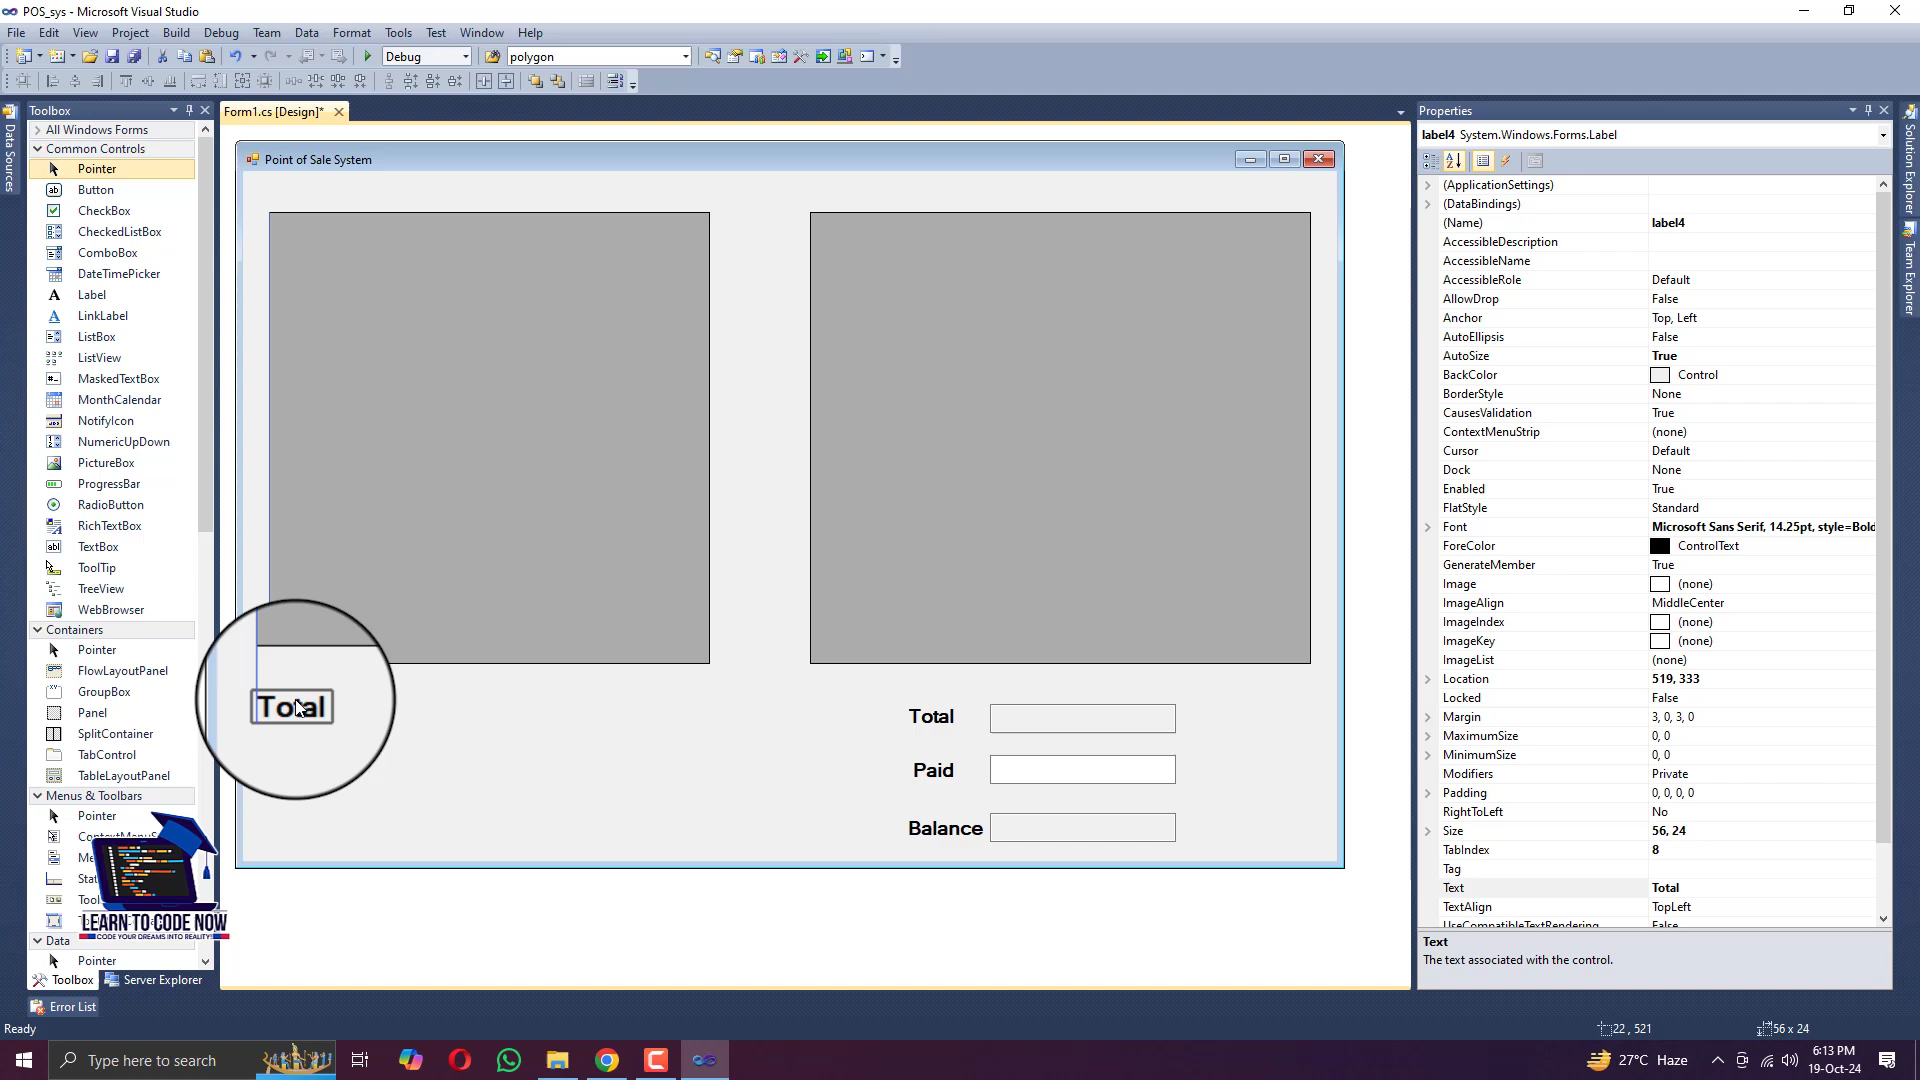 POS_sys - Microsoft Visual Studio
File Edit View Project Build Debug Team Data Format Tools Test Window Help
Debug polygon
Toolbox
Form1.cs [Design]*
Properties
Data Sources
Solution Explorer
Team Explorer
All Windows Forms
Common Controls
Pointer
Button
CheckBox
CheckedListBox
ComboBox
DateTimePicker
Label
LinkLabel
ListBox
ListView
MaskedTextBox
MonthCalendar
NotifyIcon
NumericUpDown
PictureBox
ProgressBar
RadioButton
RichTextBox
TextBox
ToolTip
TreeView
WebBrowser
Containers
Pointer
FlowLayoutPanel
GroupBox
Panel
SplitContainer
TabControl
TableLayoutPanel
Menus & Toolbars
Pointer
Data
Pointer
Toolbox Server Explorer
Error List
LEARN TO CODE NOW
CODE YOUR DREAMS INTO REALITY!
Point of Sale System
Total
Total
Paid
Balance
label4 System.Windows.Forms.Label
(ApplicationSettings)
(DataBindings)
(Name) label4
AccessibleDescription
AccessibleName
AccessibleRole Default
AllowDrop False
Anchor Top, Left
AutoEllipsis False
AutoSize True
BackColor Control
BorderStyle None
CausesValidation True
ContextMenuStrip (none)
Cursor Default
Dock None
Enabled True
FlatStyle Standard
Font Microsoft Sans Serif, 14.25pt, style=Bold
ForeColor ControlText
GenerateMember True
Image (none)
ImageAlign MiddleCenter
ImageIndex (none)
ImageKey (none)
ImageList (none)
Location 519, 333
Locked False
Margin 3, 0, 3, 0
MaximumSize 0, 0
MinimumSize 0, 0
Modifiers Private
Padding 0, 0, 0, 0
RightToLeft No
Size 56, 24
TabIndex 8
Tag
Text Total
TextAlign TopLeft
UseCompatibleTextRendering False
Text
The text associated with the control.
Ready
22 , 521
56 x 24
Type here to search
27°C Haze
6:13 PM
19-Oct-24